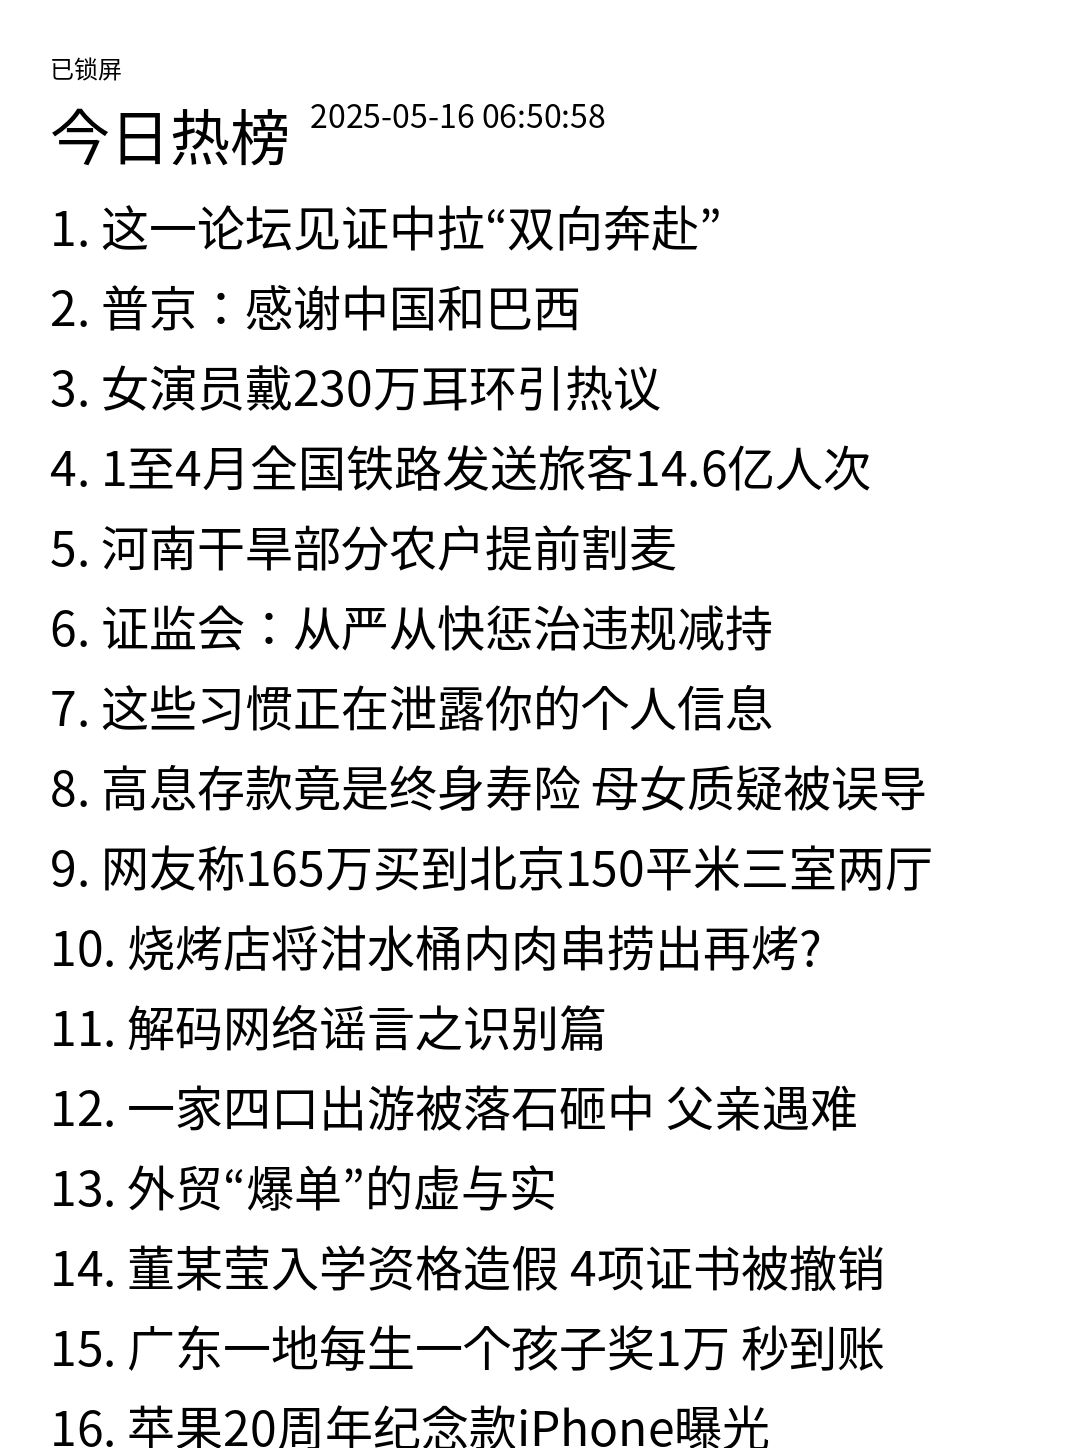 已锁屏
今日热榜 2025-05-16 06:50:58
1. 这一论坛见证中拉“双向奔赴”
2. 普京：感谢中国和巴西
3. 女演员戴230万耳环引热议
4. 1至4月全国铁路发送旅客14.6亿人次
5. 河南干旱部分农户提前割麦
6. 证监会：从严从快惩治违规减持
7. 这些习惯正在泄露你的个人信息
8. 高息存款竟是终身寿险 母女质疑被误导
9. 网友称165万买到北京150平米三室两厅
10. 烧烤店将泔水桶内肉串捞出再烤?
11. 解码网络谣言之识别篇
12. 一家四口出游被落石砸中 父亲遇难
13. 外贸“爆单”的虚与实
14. 董某莹入学资格造假 4项证书被撤销
15. 广东一地每生一个孩子奖1万 秒到账
16. 苹果20周年纪念款iPhone曝光